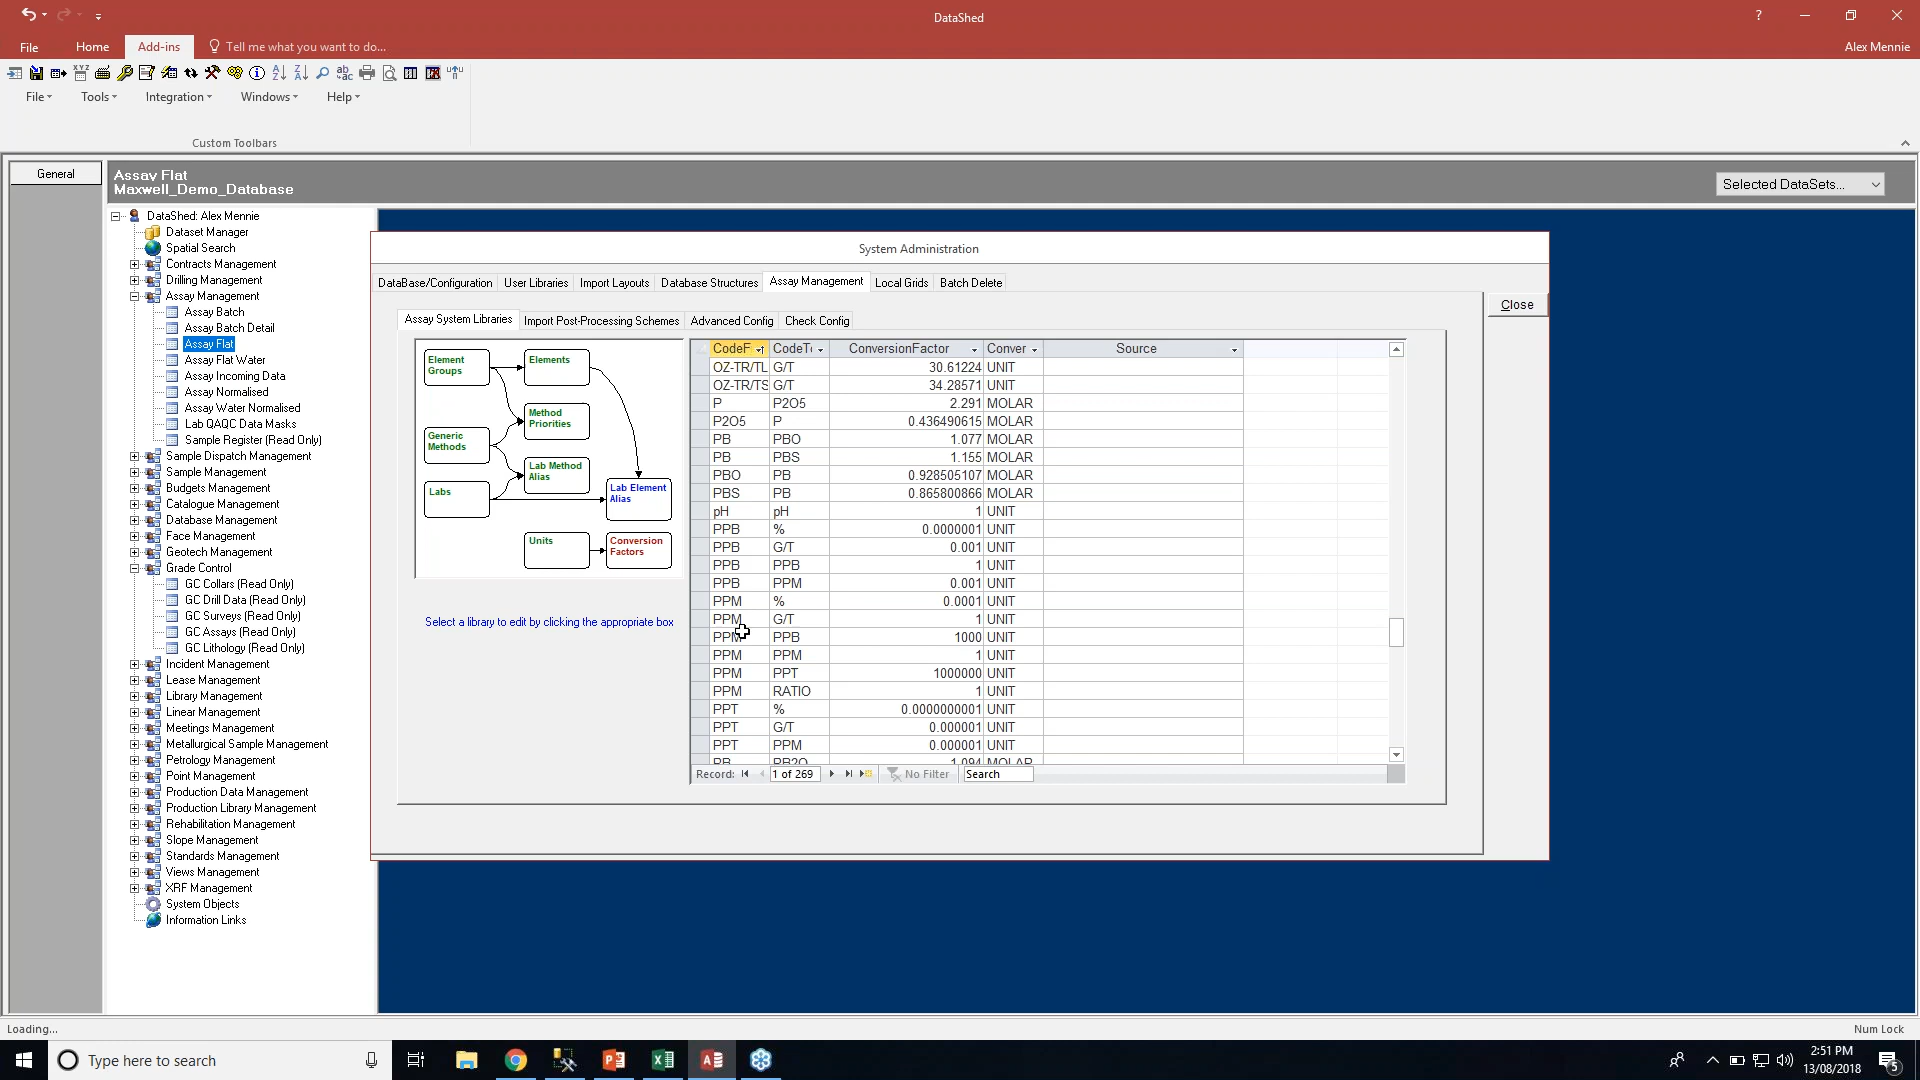 DataShed
File
Home
Add-ins
Tell me what you want to do...
Alex Mennie
File
Tools
Integration
Windows
Help
Custom Toolbars
General
Assay Flat
Maxwell_Demo_Database
Selected DataSets...
DataShed: Alex Mennie
Dataset Manager
Spatial Search
Contracts Management
Drilling Management
Assay Management
Assay Batch
Assay Batch Detail
Assay Flat
Assay Flat Water
Assay Incoming Data
Assay Normalised
Assay Water Normalised
Lab QAQC Data Masks
Sample Register (Read Only)
Sample Dispatch Management
Sample Management
Budgets Management
Catalogue Management
Database Management
Face Management
Geotech Management
Grade Control
GC Collars (Read Only)
GC Drill Data (Read Only)
GC Surveys (Read Only)
GC Assays (Read Only)
GC Lithology (Read Only)
Incident Management
Lease Management
Library Management
Linear Management
Meetings Management
Metallurgical Sample Management
Petrology Management
Point Management
Production Data Management
Production Library Management
Rehabilitation Management
Slope Management
Standards Management
Views Management
XRF Management
System Objects
Information Links
System Administration
DataBase/Configuration
User Libraries
Import Layouts
Database Structures
Assay Management
Local Grids
Batch Delete
Close
Assay System Libraries
Import Post-Processing Schemes
Advanced Config
Check Config
Element Groups
Elements
Method Priorities
Generic Methods
Lab Method Alias
Labs
Lab Element Alias
Units
Conversion Factors
Select a library to edit by clicking the appropriate box
CodeF CodeT ConversionFactor Conver Source
OZ-TR/TL G/T 30.61224 UNIT
OZ-TR/TS G/T 34.28571 UNIT
P P2O5 2.291 MOLAR
P2O5 P 0.436490615 MOLAR
PB PBO 1.077 MOLAR
PB PBS 1.155 MOLAR
PBO PB 0.928505107 MOLAR
PBS PB 0.865800866 MOLAR
pH pH 1 UNIT
PPB % 0.0000001 UNIT
PPB G/T 0.001 UNIT
PPB PPB 1 UNIT
PPB PPM 0.001 UNIT
PPM % 0.0001 UNIT
PPM G/T 1 UNIT
PPM PPB 1000 UNIT
PPM PPM 1 UNIT
PPM PPT 1000000 UNIT
PPM RATIO 1 UNIT
PPT % 0.0000000001 UNIT
PPT G/T 0.000001 UNIT
PPT PPM 0.000001 UNIT
1.094 MOLAR
Record: 1 of 269 No Filter Search
Loading...
Num Lock
Type here to search
2:51 PM
13/08/2018
5